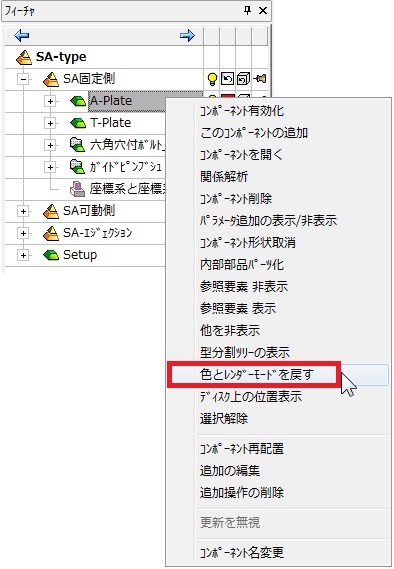 ﾌｨｰﾁｬ
SA-type
SA固定側
A-Plate
T-Plate
六角穴付ﾎﾞﾙﾄ
ｶﾞｲﾄﾞﾋﾟﾝﾌﾞｼｭ
座標系と座標系
SA可動側
SA-ｴｼﾞｪｸｼｮﾝ
Setup
ｺﾝﾎﾟｰﾈﾝﾄ有効化
このｺﾝﾎﾟｰﾈﾝﾄの追加
ｺﾝﾎﾟｰﾈﾝﾄを開く
関係解析
ｺﾝﾎﾟｰﾈﾝﾄ削除
ﾊﾟﾗﾒｰﾀ追加の表示/非表示
ｺﾝﾎﾟｰﾈﾝﾄ形状取消
内部部品ﾊﾟｰﾂ化
参照要素 非表示
参照要素 表示
他を非表示
型分割ﾂﾘｰの表示
色とﾚﾝﾀﾞｰﾓｰﾄﾞを戻す
ﾃﾞｨｽｸ上の位置表示
選択解除
ｺﾝﾎﾟｰﾈﾝﾄ再配置
追加の編集
追加操作の削除
更新を無視
ｺﾝﾎﾟｰﾈﾝﾄ名変更